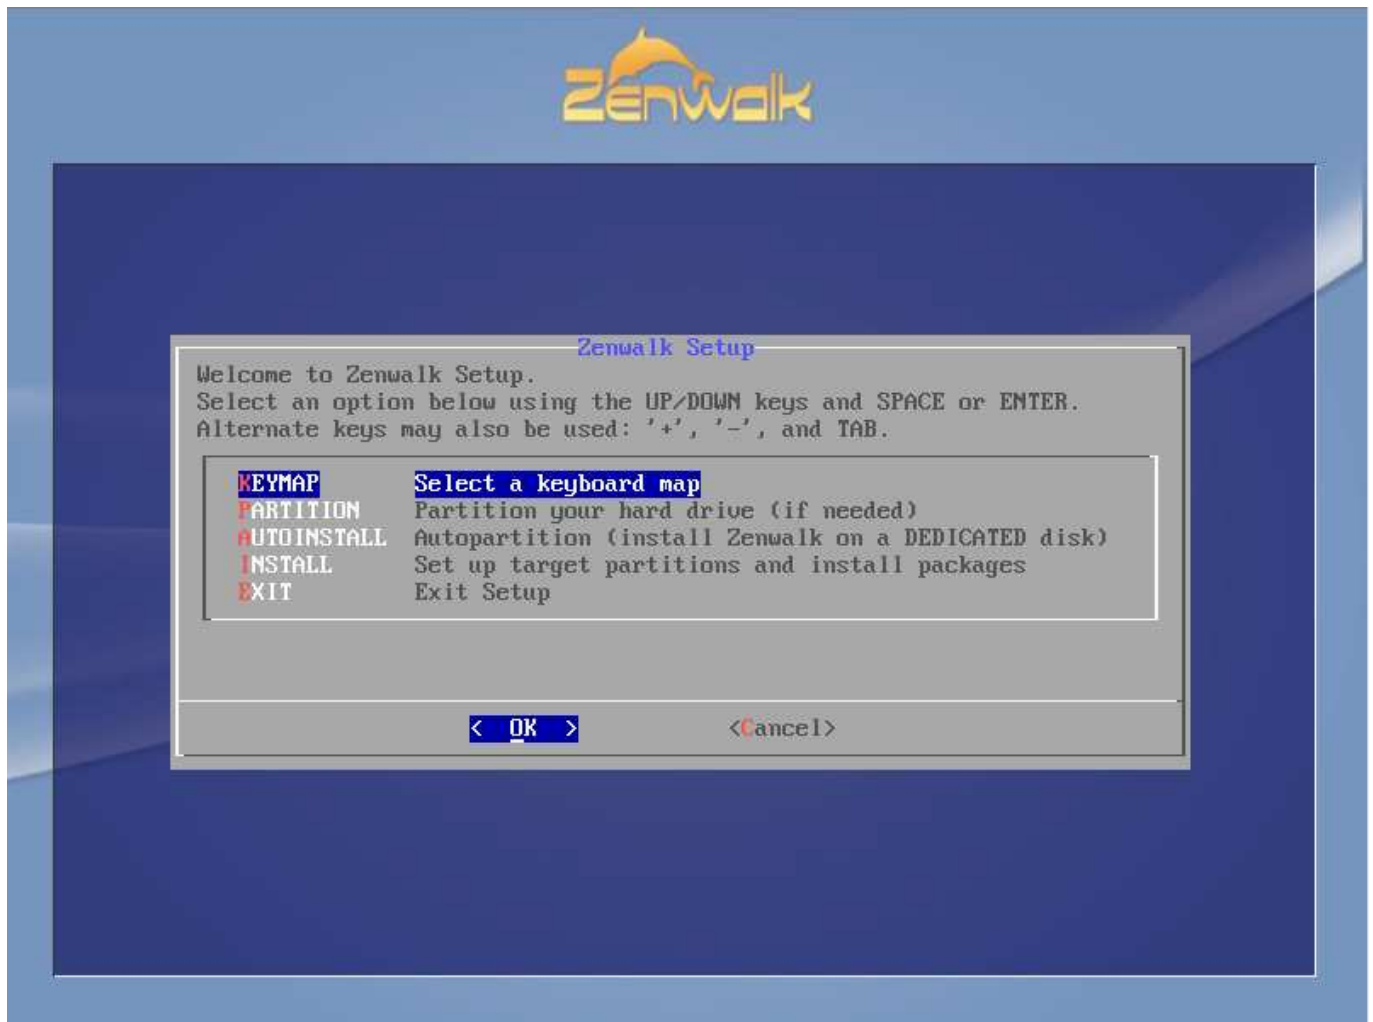 Zenwalk
Zenwalk Setup
Welcome to Zenwalk Setup.
Select an option below using the UP/DOWN keys and SPACE or ENTER.
Alternate keys may also be used: '+', '-', and TAB.
KEYMAP Select a keyboard map
PARTITION Partition your hard drive (if needed)
AUTOINSTALL Autopartition (install Zenwalk on a DEDICATED disk)
INSTALL Set up target partitions and install packages
EXIT Exit Setup
< OK > <Cancel>